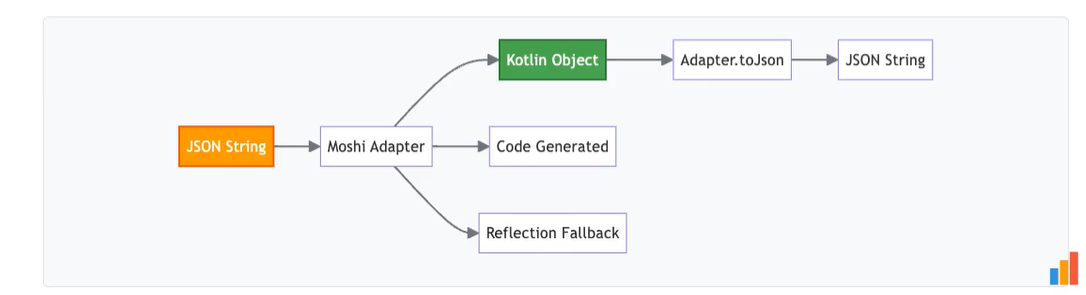 Kotlin Object
Adapter.toJson
JSON String
JSON String
Moshi Adapter
Code Generated
Reflection Fallback